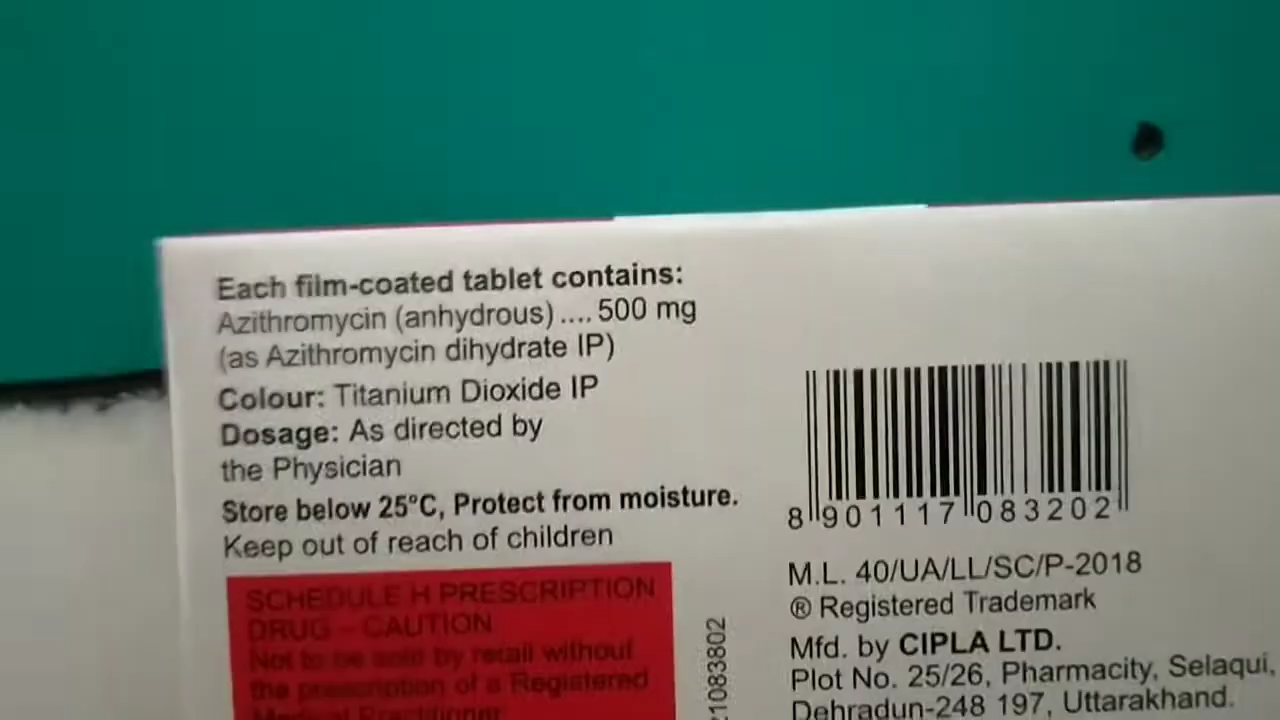 Each film-coated tablet contains:
Azithromycin (anhydrous) .... 500 mg
(as Azithromycin dihydrate IP)
Colour: Titanium Dioxide IP
Dosage: As directed by
the Physician
Store below 25°C, Protect from moisture.
Keep out of reach of children
SCHEDULE H PRESCRIPTION
DRUG - CAUTION
Not to be sold by retail without
the prescription of a Registered
Medical Practitioner
21083802
8 901117 083202
M.L. 40/UA/LL/SC/P-2018
® Registered Trademark
Mfd. by CIPLA LTD.
Plot No. 25/26, Pharmacity, Selaqui,
Dehradun-248 197, Uttarakhand.